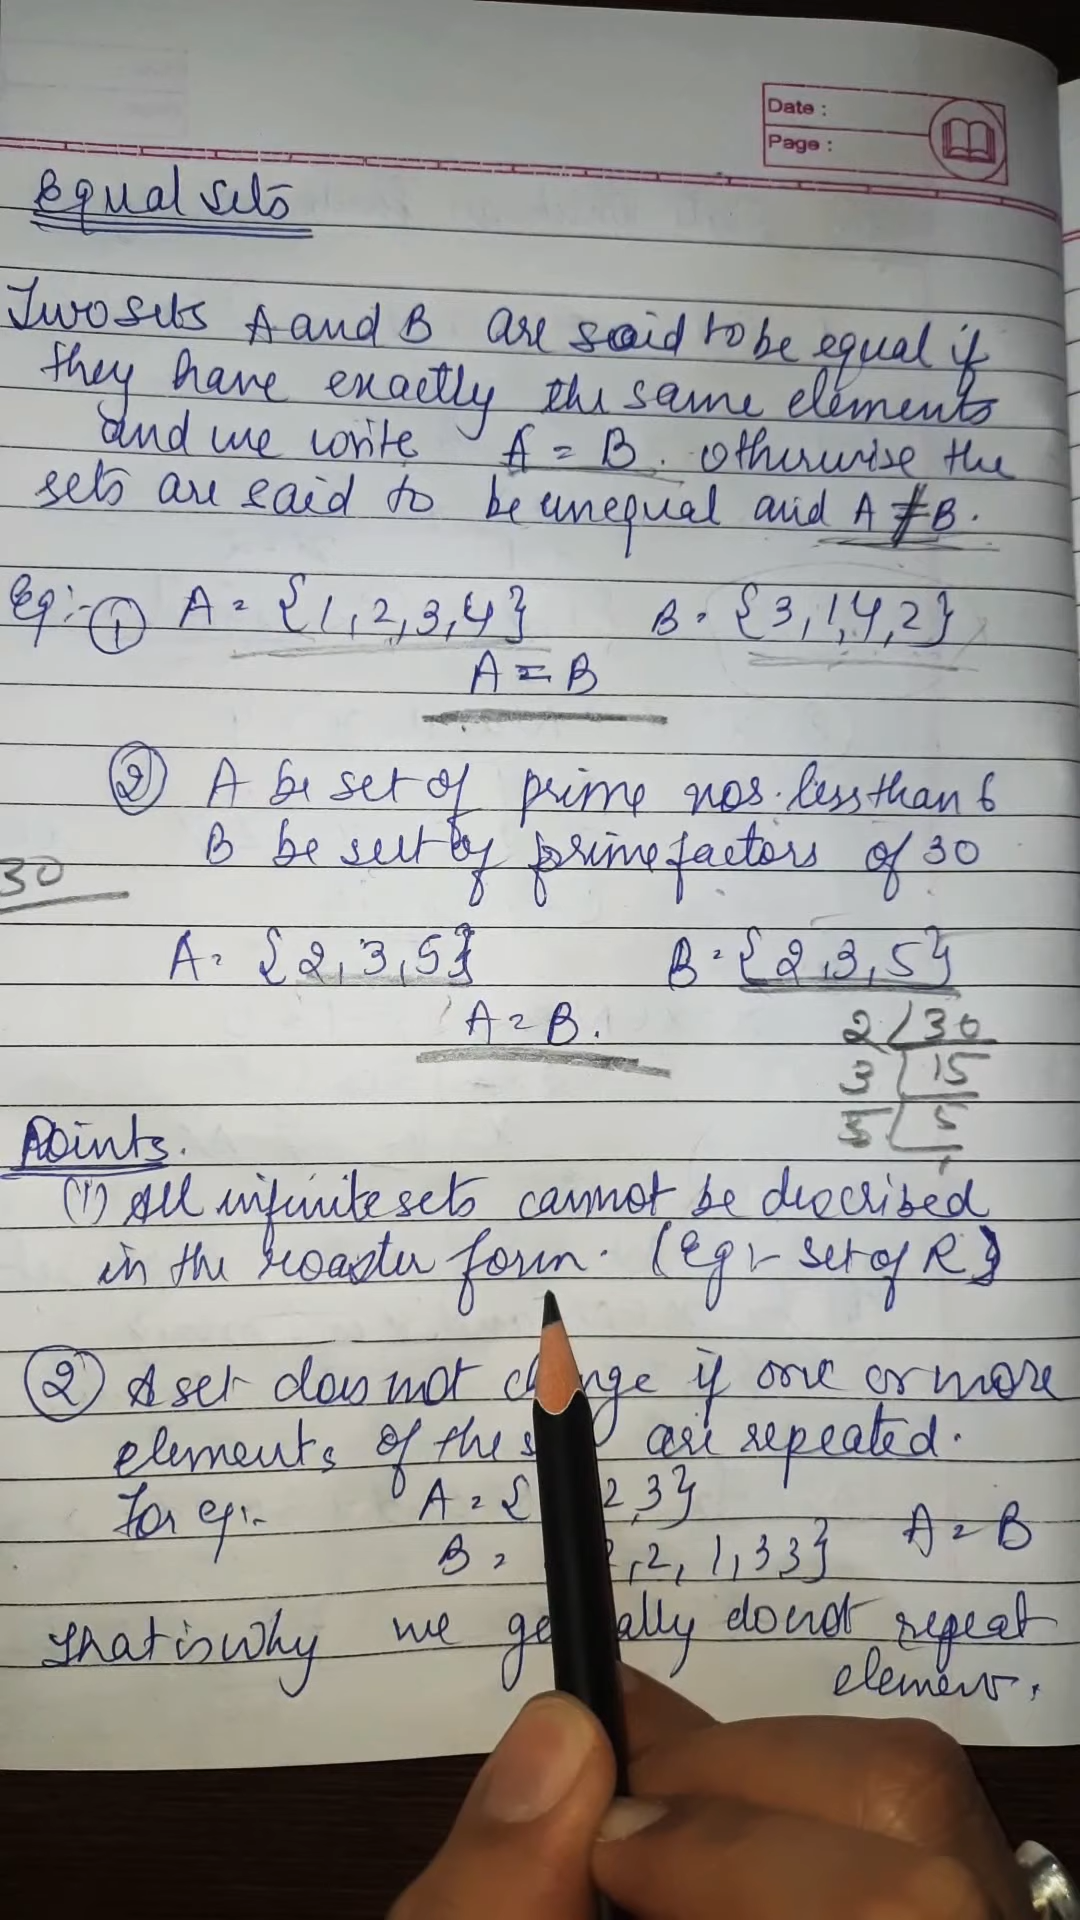 Date :
Page :
Equal sets
Two sets A and B are said to be equal if
they have exactly the same elements
and we write A = B. otherwise the
sets are said to be unequal and A ≠ B.
Eg:- ① A = {1,2,3,4} B = {3,1,4,2}
A = B
② A be set of prime nos. less than 6
B be set of prime factors of 30
30
A = {2,3,5} B = {2,3,5}
A = B.
2 30
3 15
5 5
1
Points.
(1) All infinite sets cannot be described
in the roaster form. (Eg:- Set of R}
② A set does not change if one or more
elements of the are repeated.
For eg:- A = { 2,3}
B = ,2, 1,3 3} A = B
that is why we do not repeat
element.